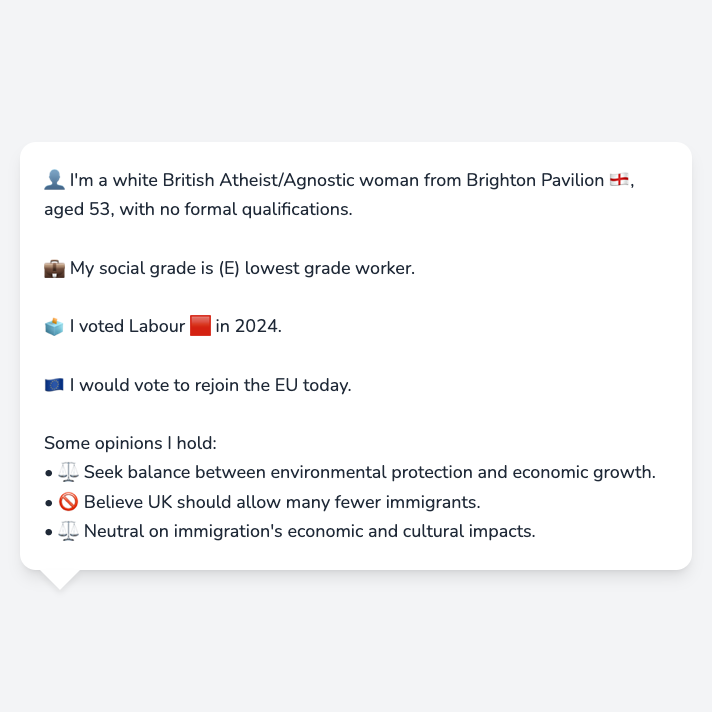 👤 I'm a white British Atheist/Agnostic woman from Brighton Pavilion 🏴󠁧󠁢󠁥󠁮󠁧󠁿,
aged 53, with no formal qualifications.
💼 My social grade is (E) lowest grade worker.
🗳️ I voted Labour 🟥 in 2024.
🇪🇺 I would vote to rejoin the EU today.
Some opinions I hold:
• ⚖️ Seek balance between environmental protection and economic growth.
• 🚫 Believe UK should allow many fewer immigrants.
• ⚖️ Neutral on immigration's economic and cultural impacts.